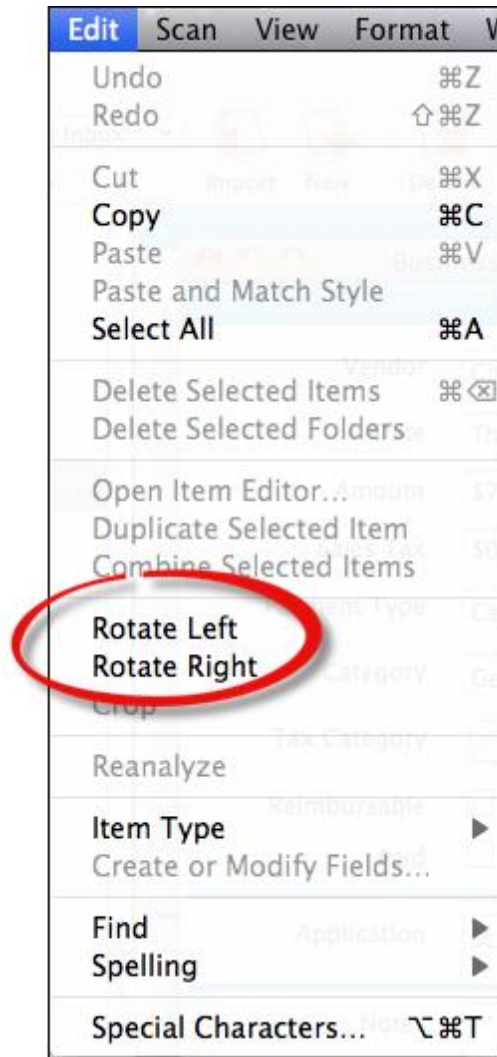 Edit Scan View Format
Undo ⌘Z
Redo ⇧⌘Z
Cut ⌘X
Copy ⌘C
Paste ⌘V
Paste and Match Style
Select All ⌘A
Delete Selected Items ⌘⌫
Delete Selected Folders
Open Item Editor...
Duplicate Selected Item
Combine Selected Items
Rotate Left
Rotate Right
Crop
Reanalyze
Item Type ▶
Create or Modify Fields...
Find ▶
Spelling ▶
Special Characters... ⌥⌘T